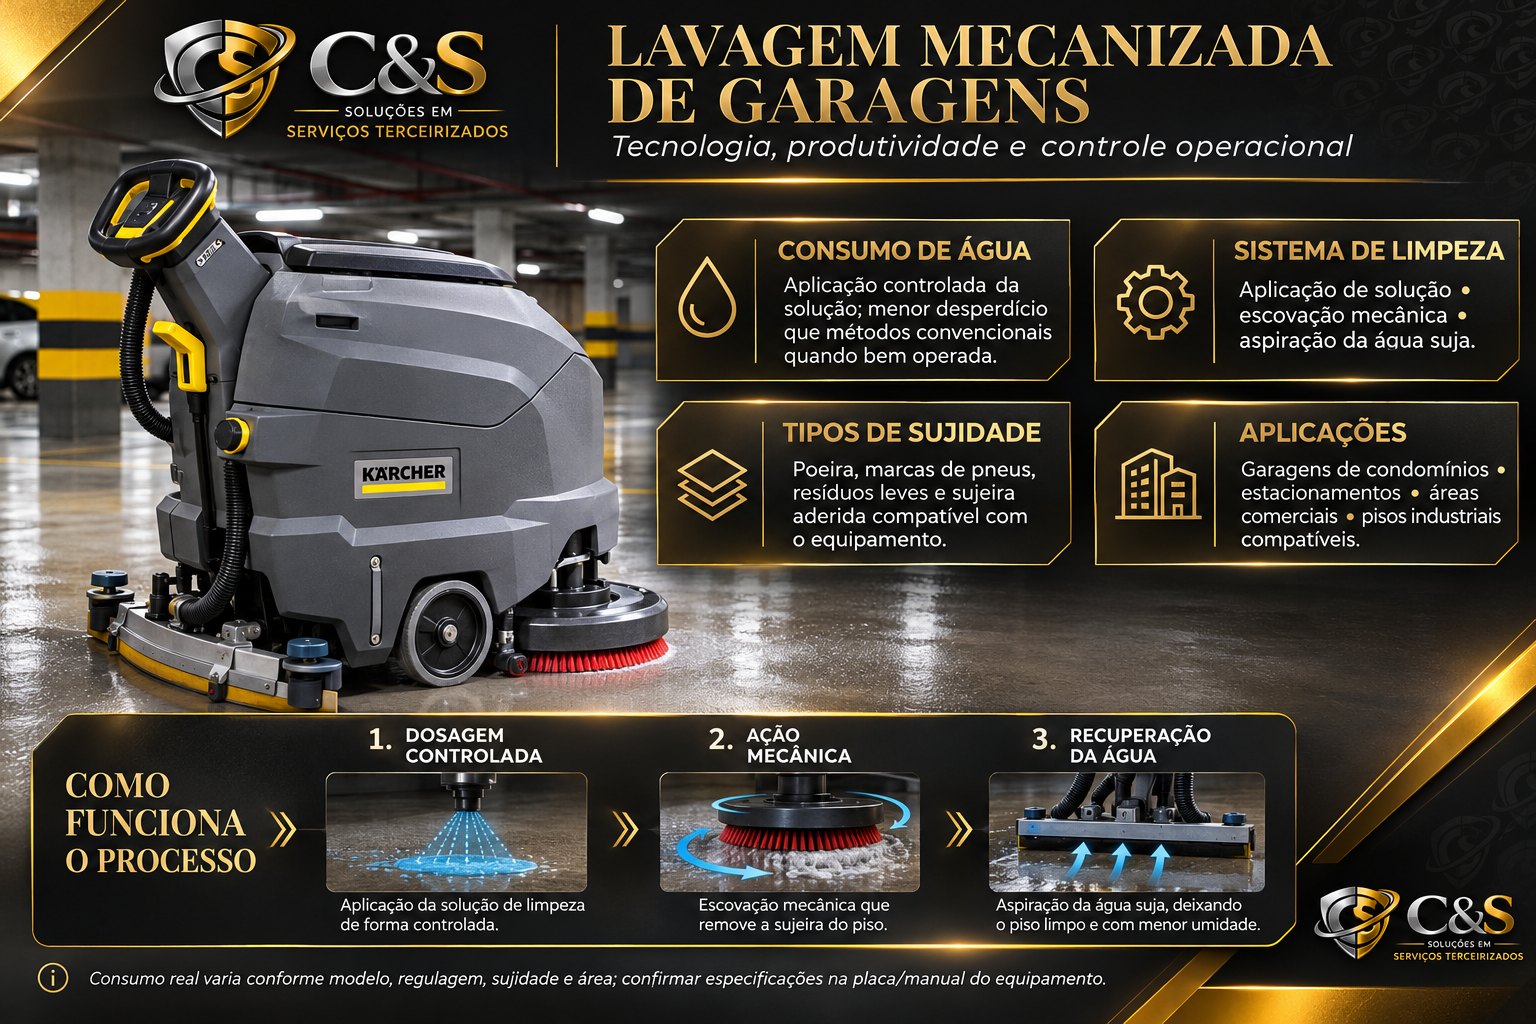 C&S
SOLUÇÕES EM
SERVIÇOS TERCEIRIZADOS
LAVAGEM MECANIZADA
DE GARAGENS
Tecnologia, produtividade e controle operacional
CONSUMO DE ÁGUA
Aplicação controlada da
solução; menor desperdício
que métodos convencionais
quando bem operada.
SISTEMA DE LIMPEZA
Aplicação de solução •
escovação mecânica •
aspiração da água suja.
TIPOS DE SUJIDADE
Poeira, marcas de pneus,
resíduos leves e sujeira
aderida compatível com
o equipamento.
APLICAÇÕES
Garagens de condomínios •
estacionamentos • áreas
comerciais • pisos industriais
compatíveis.
KÄRCHER
COMO
FUNCIONA
O PROCESSO
1. DOSAGEM
CONTROLADA
Aplicação da solução de limpeza
de forma controlada.
2. AÇÃO
MECÂNICA
Escovação mecânica que
remove a sujeira do piso.
3. RECUPERAÇÃO
DA ÁGUA
Aspiração da água suja, deixando
o piso limpo e com menor umidade.
C&S
SOLUÇÕES EM
SERVIÇOS TERCEIRIZADOS
Consumo real varia conforme modelo, regulagem, sujidade e área; confirmar especificações na placa/manual do equipamento.